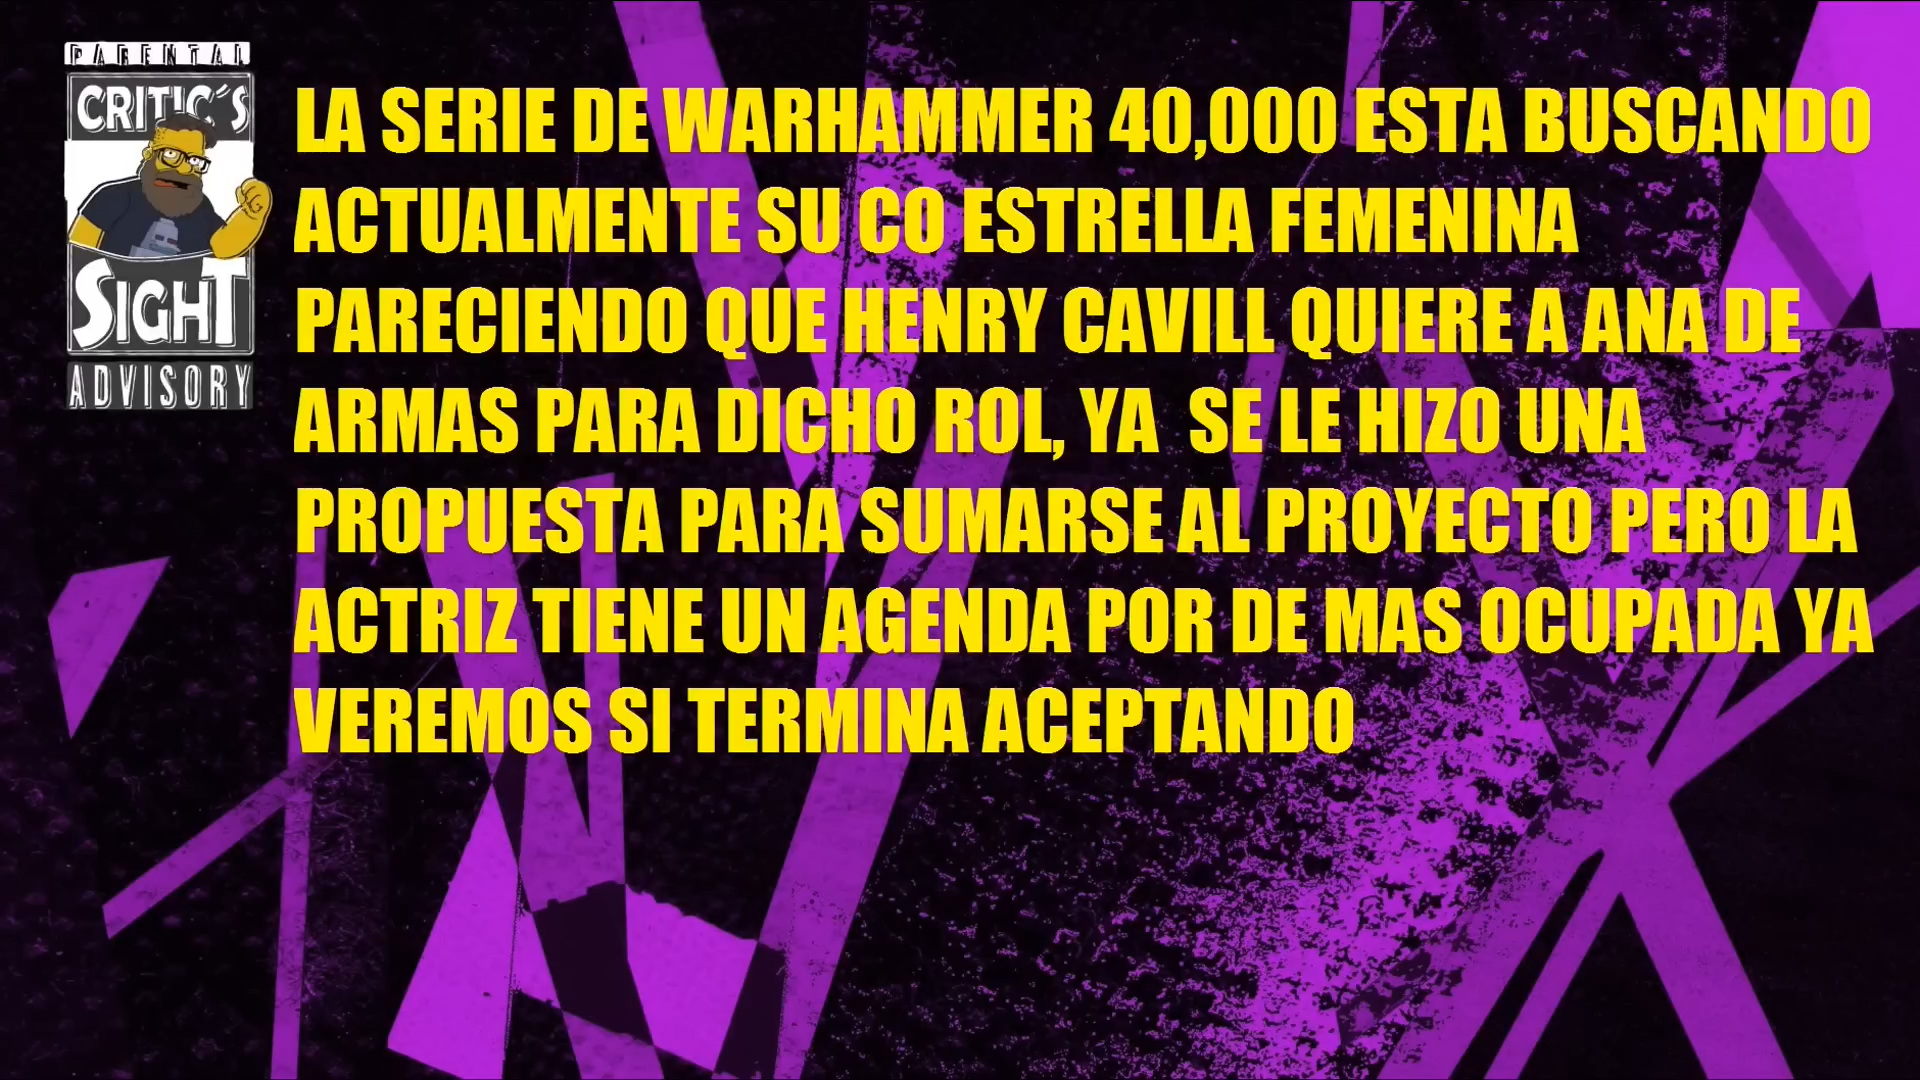 PARENTAL
CRITIC´S
SIGHT
ADVISORY
LA SERIE DE WARHAMMER 40,000 ESTA BUSCANDO
ACTUALMENTE SU CO ESTRELLA FEMENINA
PARECIENDO QUE HENRY CAVILL QUIERE A ANA DE
ARMAS PARA DICHO ROL, YA  SE LE HIZO UNA
PROPUESTA PARA SUMARSE AL PROYECTO PERO LA
ACTRIZ TIENE UN AGENDA POR DE MAS OCUPADA YA
VEREMOS SI TERMINA ACEPTANDO